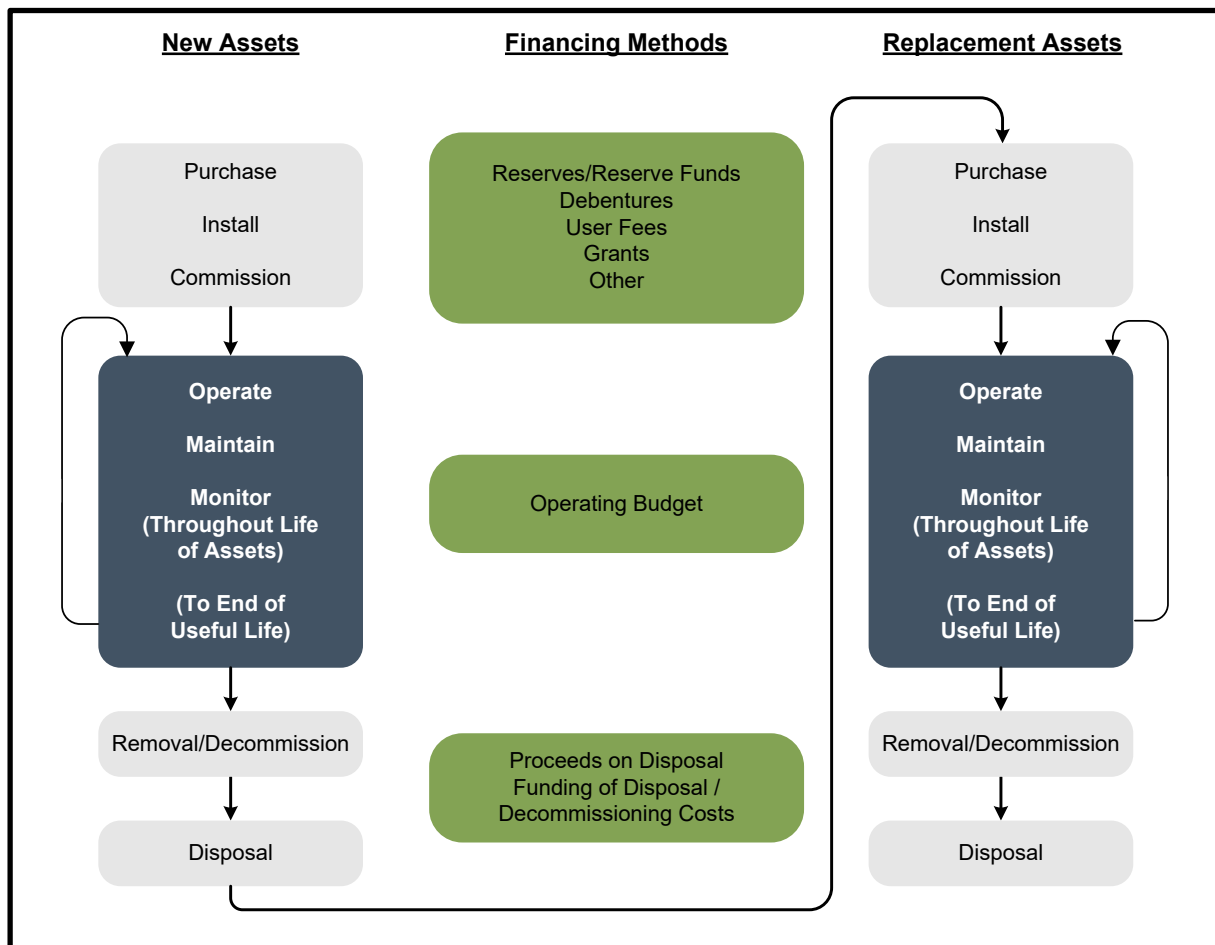 New Assets
Purchase
Install
Commission
Operate
Maintain
Monitor
(Throughout Life
of Assets)
(To End of
Useful Life)
Removal/Decommission
Disposal
Financing Methods
Reserves/Reserve Funds
Debentures
User Fees
Grants
Other
Operating Budget
Proceeds on Disposal
Funding of Disposal /
Decommissioning Costs
Replacement Assets
Purchase
Install
Commission
Operate
Maintain
Monitor
(Throughout Life
of Assets)
(To End of
Useful Life)
Removal/Decommission
Disposal